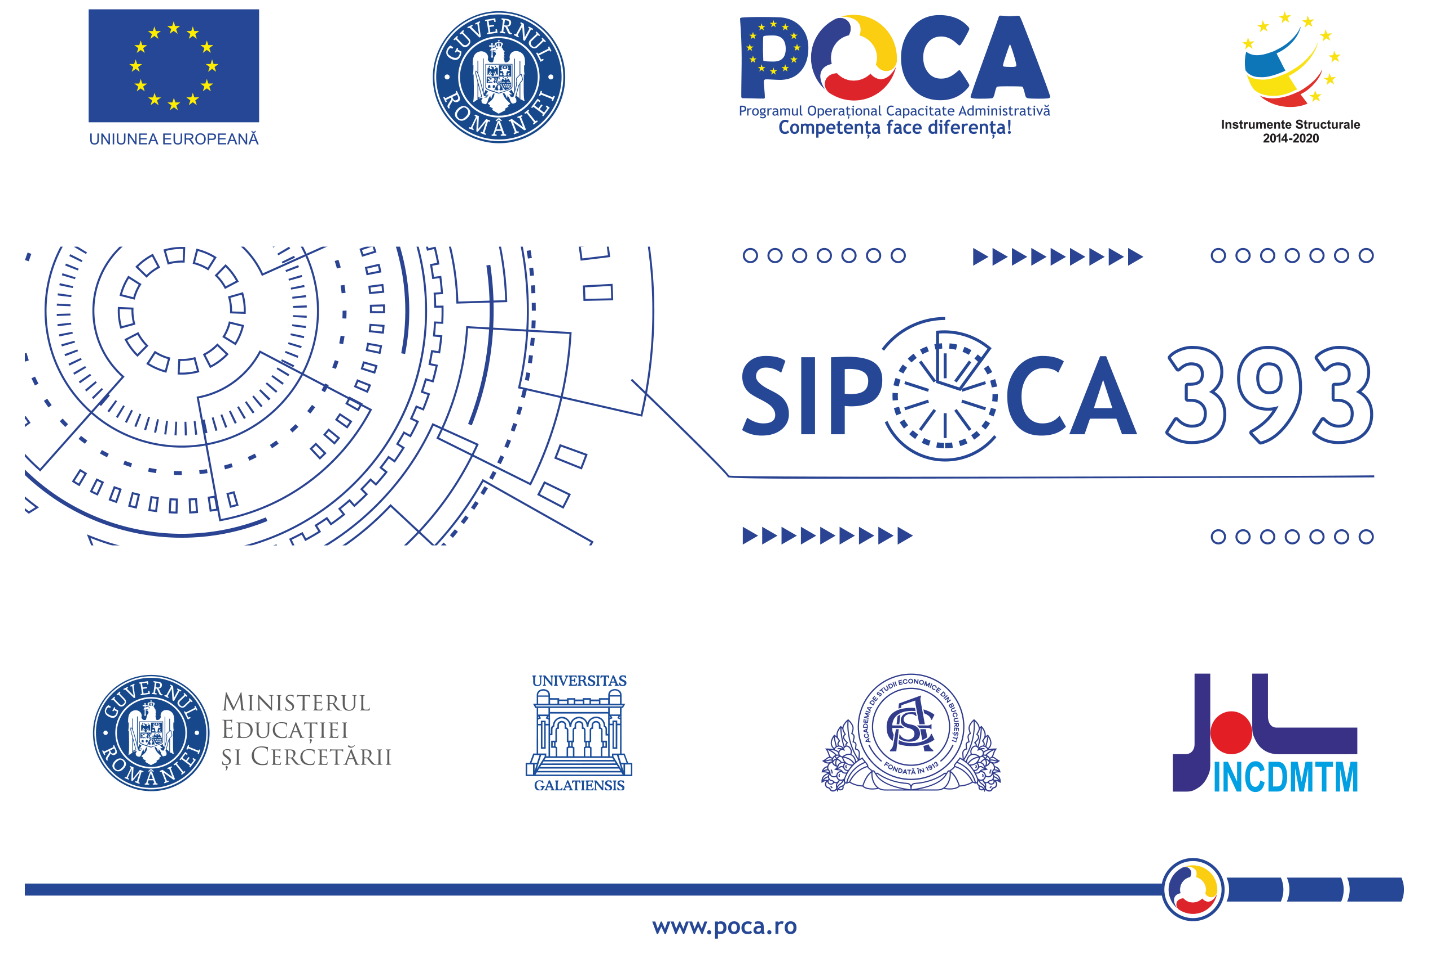 UNIUNEA EUROPEANĂ
GUVERNUL ROMÂNIEI
POCA
Programul Operațional Capacitate Administrativă
Competența face diferența!
Instrumente Structurale
2014-2020
SIPOCA 393
GUVERNUL ROMÂNIEI
MINISTERUL
EDUCAȚIEI
ȘI CERCETĂRII
UNIVERSITAS
GALATIENSIS
ACADEMIA DE STUDII ECONOMICE DIN BUCUREȘTI
ASE
FONDATĂ ÎN 1913
INCDMTM
www.poca.ro